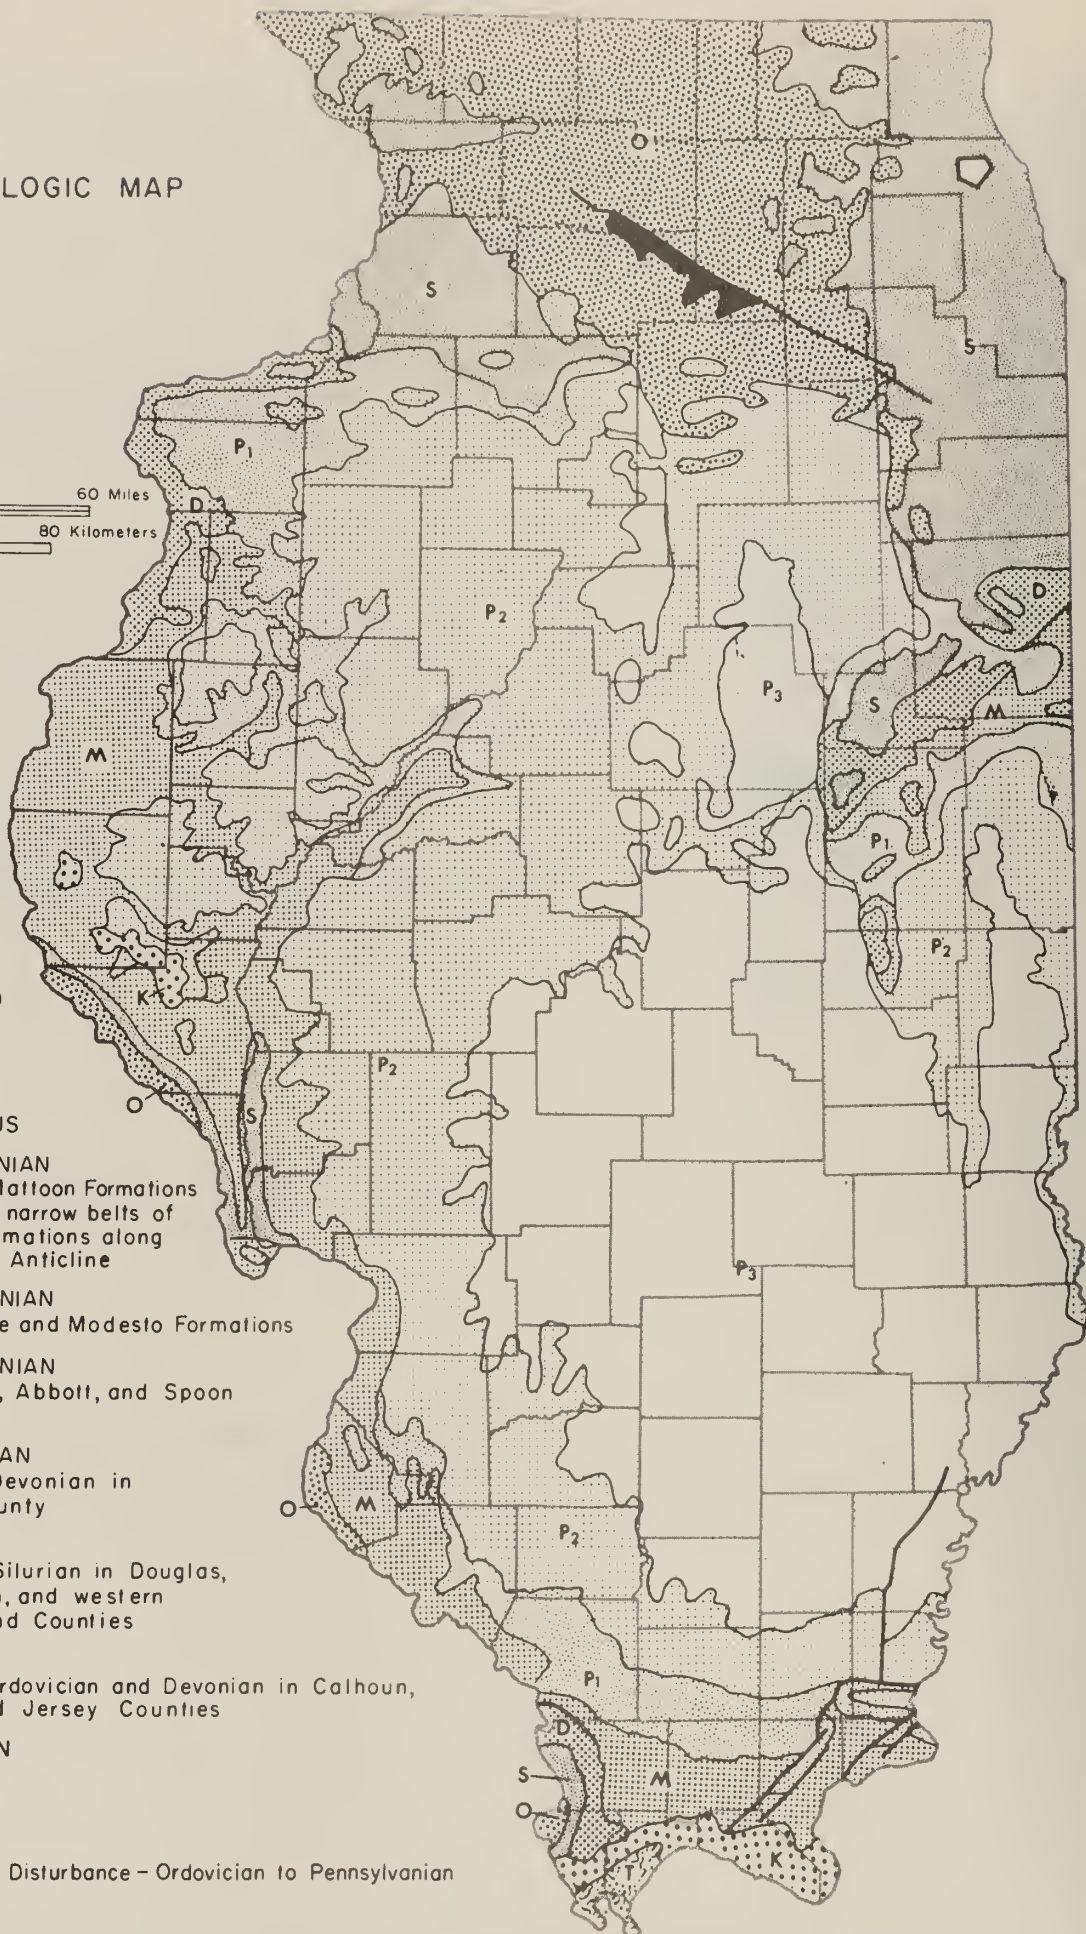 LOGIC MAP
60 Miles
80 Kilometers
US
NIAN
Mattoon Formations
narrow belts of
mations along
Anticline
NIAN
e and Modesto Formations
NIAN
, Abbott, and Spoon
AN
Devonian in
unty
Silurian in Douglas,
, and western
d Counties
rdovician and Devonian in Calhoun,
Jersey Counties
N
Disturbance – Ordovician to Pennsylvanian
O
S
S
P1
D
P2
D
P3
S
M
M
P1
P2
K
P2
O
S
P3
O
M
P2
P1
D
S
M
O
K
T